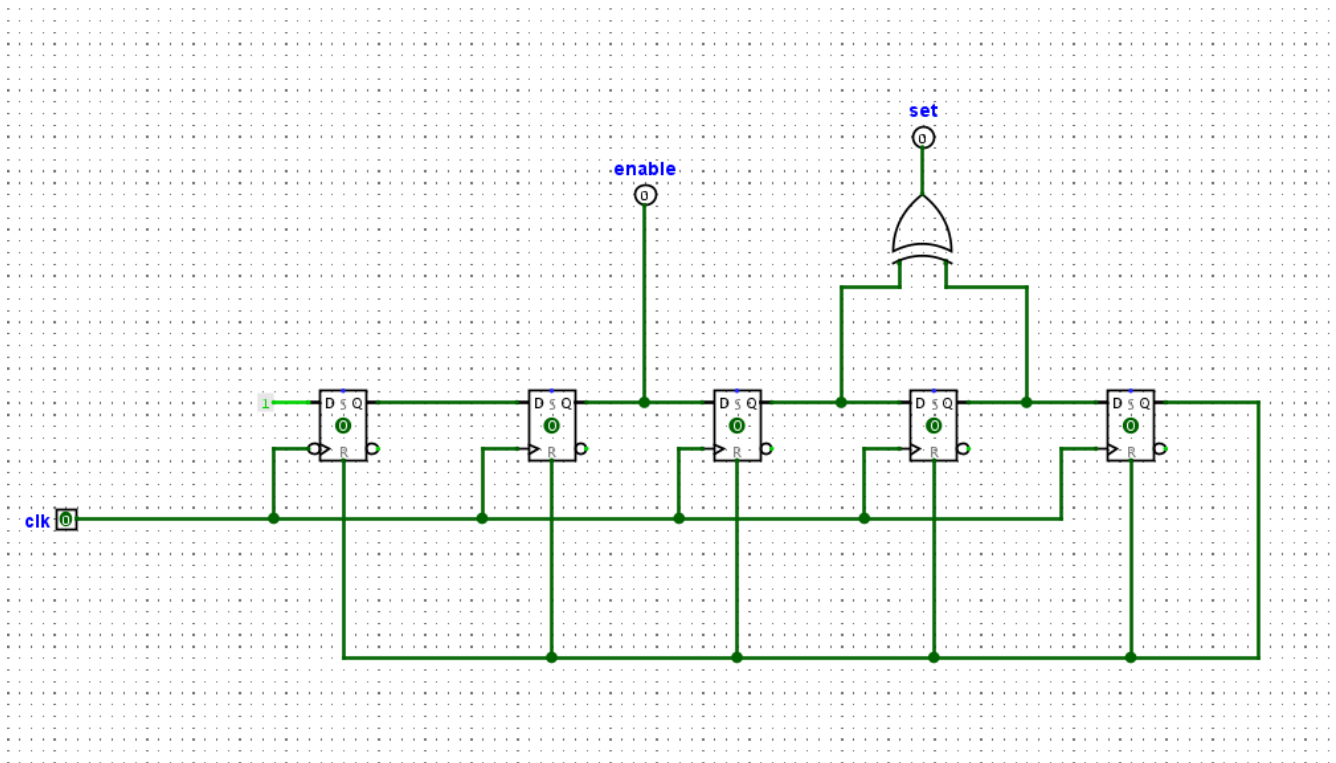 set
0
enable
0
1 D S Q D S Q D S Q D S Q D S Q
0 0 0 0 0
R R R R R
clk 0